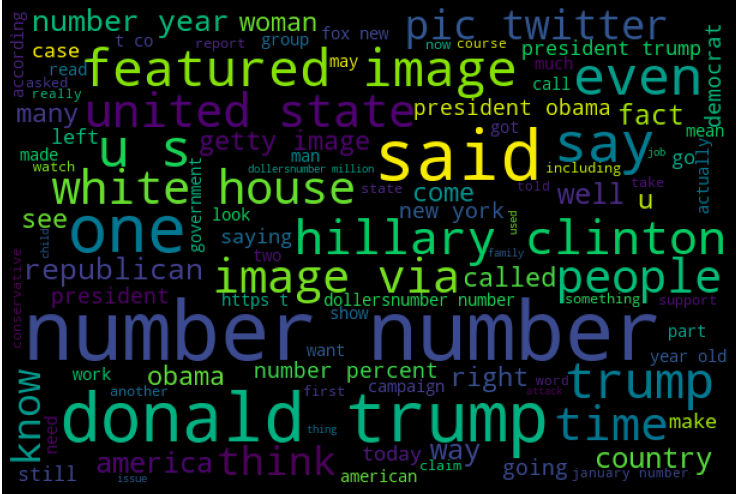 number year
woman
pic twitter
t co
report
group
fox new
now
course
president trump
according
case
asked
read
really
featured image
may
call
much
even
democrat
many
united state
president obama
fact
left
made
u s
getty image
said
got
say
mean
go
watch
man
dollersnumber million
including
job
actually
white house
government
state
come
told
well
take
u
see
one
look
new york
used
child
saying
two
hillary clinton
family
republican
image via
called
people
conservative
president
https t
dollersnumber number
something
support
number number
show
part
want
year old
know
work
obama
number percent
right
trump
another
first
campaign
word
attack
need
donald trump
time
make
thing
america
think
today
way
country
still
issue
american
claim
going
january number